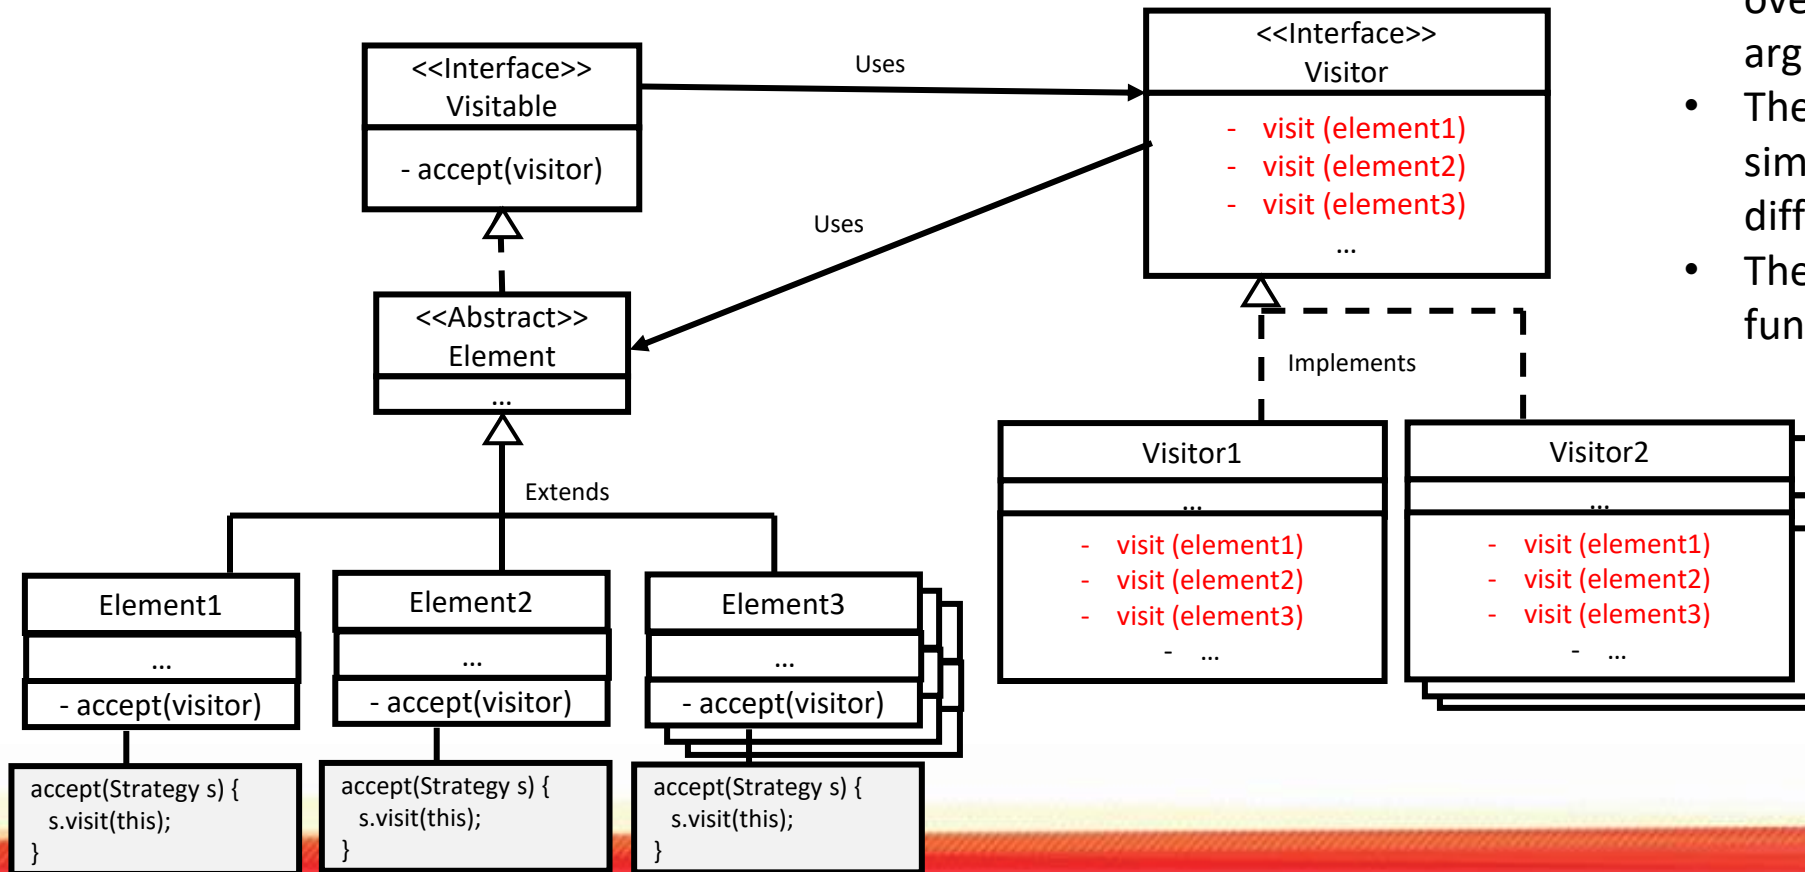 <<Interface>>
Visitable
- accept(visitor)
Uses
<<Interface>>
Visitor
- visit (element1)
- visit (element2)
- visit (element3)
...
Uses
<<Abstract>>
Element
...
Extends
Implements
Element1
...
- accept(visitor)
Element2
...
- accept(visitor)
Element3
...
- accept(visitor)
accept(Strategy s) {
s.visit(this);
}
accept(Strategy s) {
s.visit(this);
}
accept(Strategy s) {
s.visit(this);
}
Visitor1
...
- visit (element1)
- visit (element2)
- visit (element3)
- ...
Visitor2
...
- visit (element1)
- visit (element2)
- visit (element3)
- ...
arg
• The
sim
diff
• The
fun